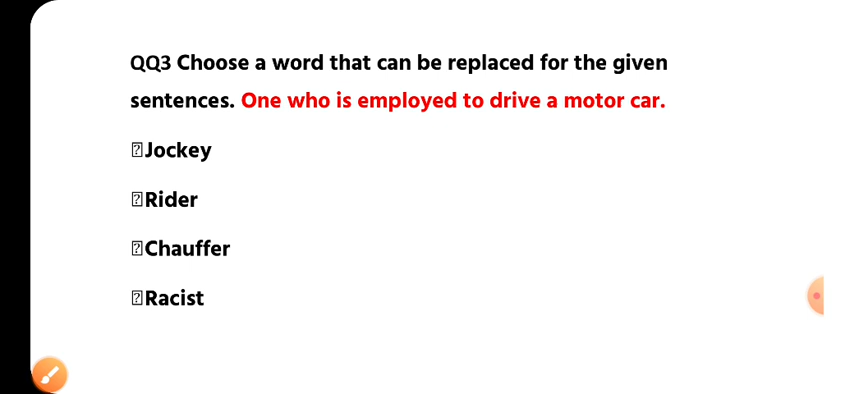 QQ3 Choose a word that can be replaced for the given
sentences. One who is employed to drive a motor car.
Jockey
Rider
Chauffer
Racist